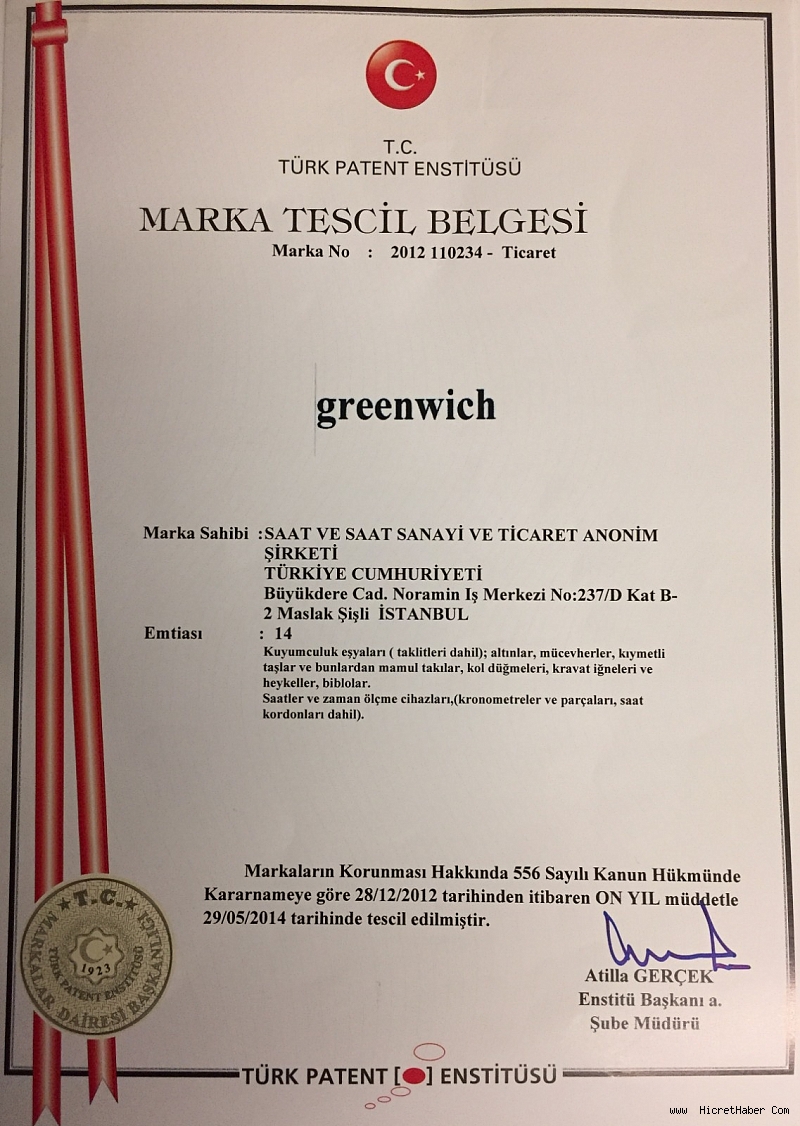 T.C.
TÜRK PATENT ENSTİTÜSÜ
MARKA TESCİL BELGESİ
Marka No : 2012 110234 - Ticaret
greenwich
Marka Sahibi :SAAT VE SAAT SANAYİ VE TİCARET ANONİM
ŞİRKETİ
TÜRKİYE CUMHURİYETİ
Büyükdere Cad. Noramin Iş Merkezi No:237/D Kat B-
2 Maslak Şişli İSTANBUL
Emtiası : 14
Kuyumculuk eşyaları ( taklitleri dahil); altınlar, mücevherler, kıymetli
taşlar ve bunlardan mamul takılar, kol düğmeleri, kravat iğneleri ve
heykeller, biblolar.
Saatler ve zaman ölçme cihazları,(kronometreler ve parçaları, saat
kordonları dahil).
Markaların Korunması Hakkında 556 Sayılı Kanun Hükmünde
Kararnameye göre 28/12/2012 tarihinden itibaren ON YIL müddetle
29/05/2014 tarihinde tescil edilmiştir.
Atilla GERÇEK
Enstitü Başkanı a.
Şube Müdürü
T.C.
MARKALAR DAİRESİ BAŞKANLIĞI
TÜRK PATENT ENSTİTÜSÜ
1923
TÜRK PATENT [ ] ENSTİTÜSÜ
www HicretHaber Com